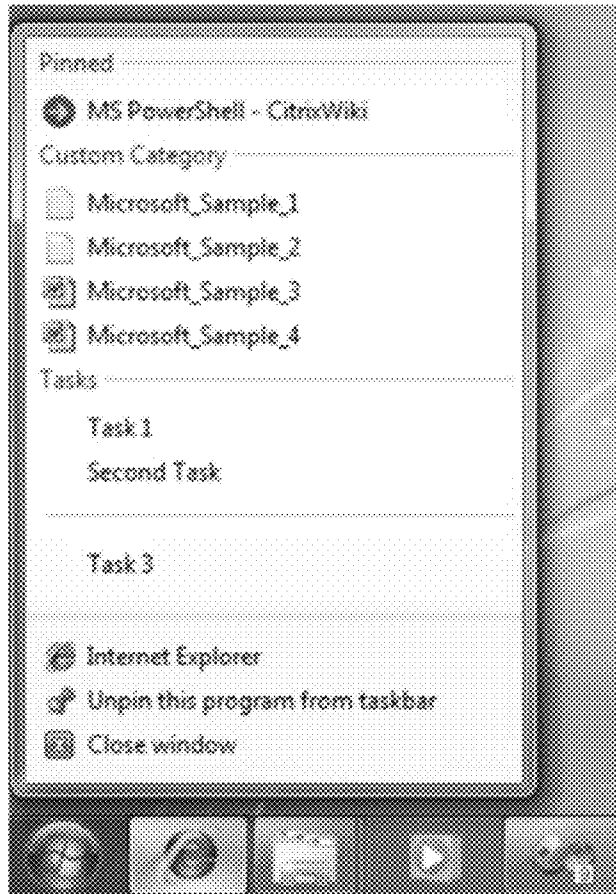 Pinned
MS PowerShell - CitrixWiki
Custom Category
Microsoft_Sample_1
Microsoft_Sample_2
Microsoft_Sample_3
Microsoft_Sample_4
Tasks
Task 1
Second Task
Task 3
Internet Explorer
Unpin this program from taskbar
Close window